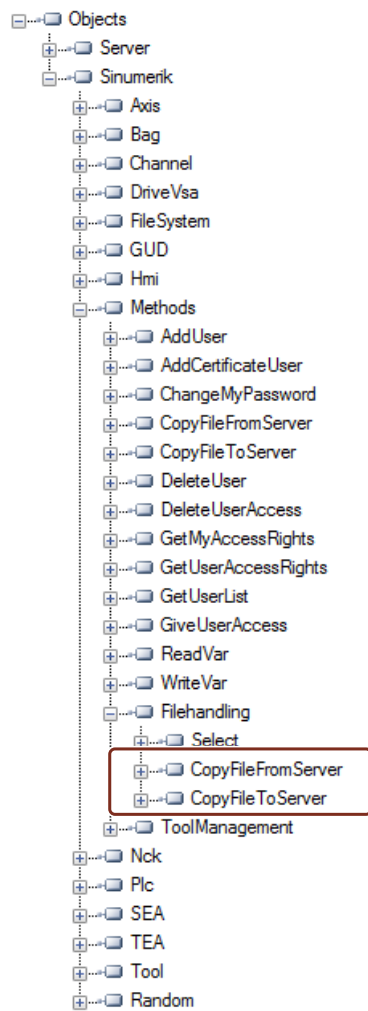 Objects
Server
Sinumerik
Axis
Bag
Channel
DriveVsa
FileSystem
GUD
Hmi
Methods
AddUser
AddCertificateUser
ChangeMyPassword
CopyFileFromServer
CopyFileToServer
DeleteUser
DeleteUserAccess
GetMyAccessRights
GetUserAccessRights
GetUserList
GiveUserAccess
ReadVar
WriteVar
Filehandling
Select
CopyFileFromServer
CopyFileToServer
ToolManagement
Nck
Plc
SEA
TEA
Tool
Random